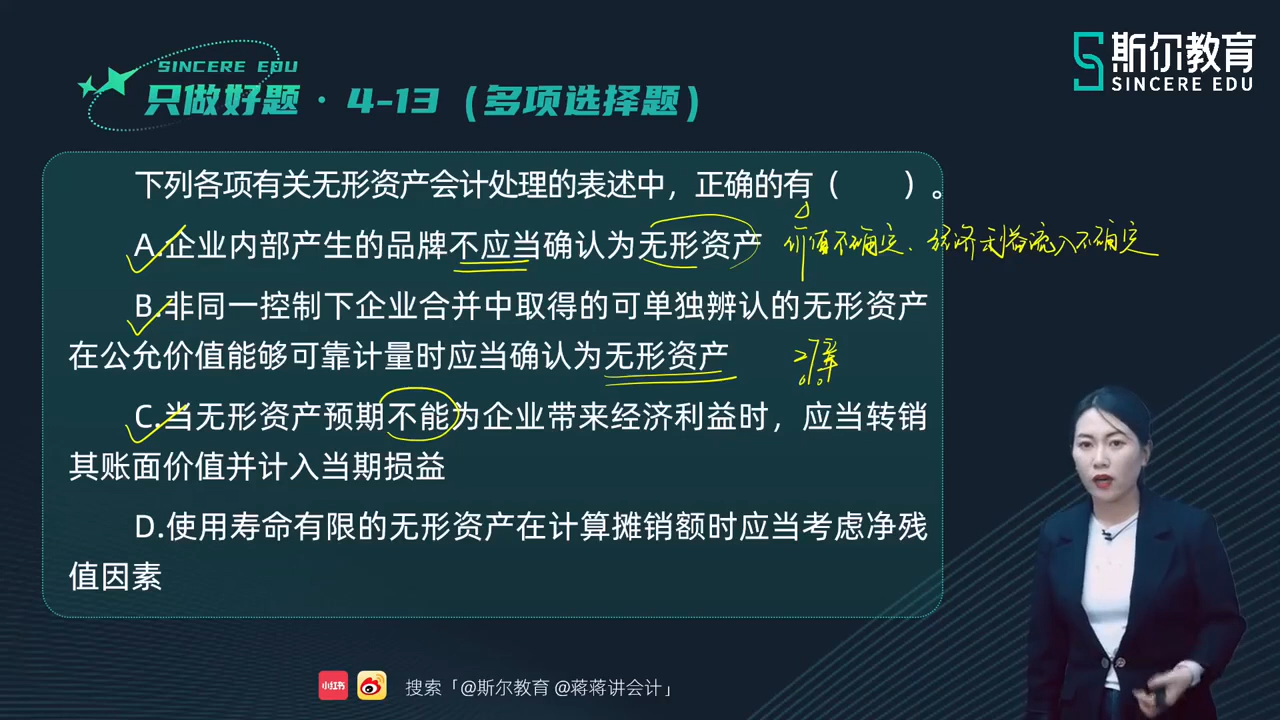 SINCERE EDU
只做好题·4-13（多项选择题）
斯尔教育
SINCERE EDU
下列各项有关无形资产会计处理的表述中，正确的有（　　）。
A.企业内部产生的品牌不应当确认为无形资产
价值不确定、经济利益流入不确定
B.非同一控制下企业合并中取得的可单独辨认的无形资产
在公允价值能够可靠计量时应当确认为无形资产
C.当无形资产预期不能为企业带来经济利益时，应当转销
其账面价值并计入当期损益
D.使用寿命有限的无形资产在计算摊销额时应当考虑净残
值因素
小红书
搜索「@斯尔教育 @蒋蒋讲会计」